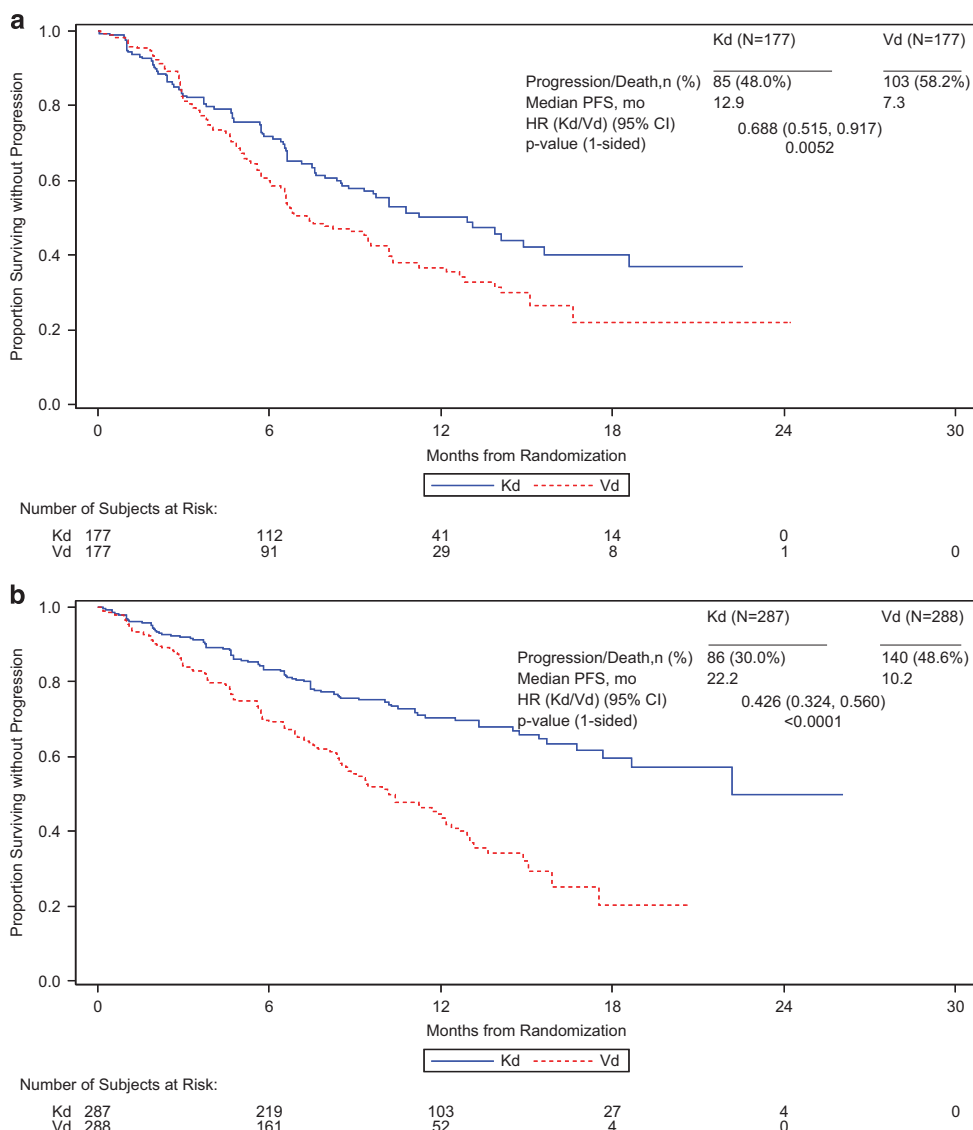 a
Kd (N=177) Vd (N=177)
Progression/Death,n (%) 85 (48.0%) 103 (58.2%)
Median PFS, mo 12.9 7.3
HR (Kd/Vd) (95% CI) 0.688 (0.515, 0.917)
p-value (1-sided) 0.0052
Proportion Surviving without Progression
1.0
0.8
0.6
0.4
0.2
0.0
0 6 12 18 24 30
Months from Randomization
Kd Vd
Number of Subjects at Risk:
Kd 177 112 41 14 0
Vd 177 91 29 8 1 0
b
Kd (N=287) Vd (N=288)
Progression/Death,n (%) 86 (30.0%) 140 (48.6%)
Median PFS, mo 22.2 10.2
HR (Kd/Vd) (95% CI) 0.426 (0.324, 0.560)
p-value (1-sided) <0.0001
Proportion Surviving without Progression
1.0
0.8
0.6
0.4
0.2
0.0
0 6 12 18 24 30
Months from Randomization
Kd Vd
Number of Subjects at Risk:
Kd 287 219 103 27 4 0
Vd 288 161 52 4 0